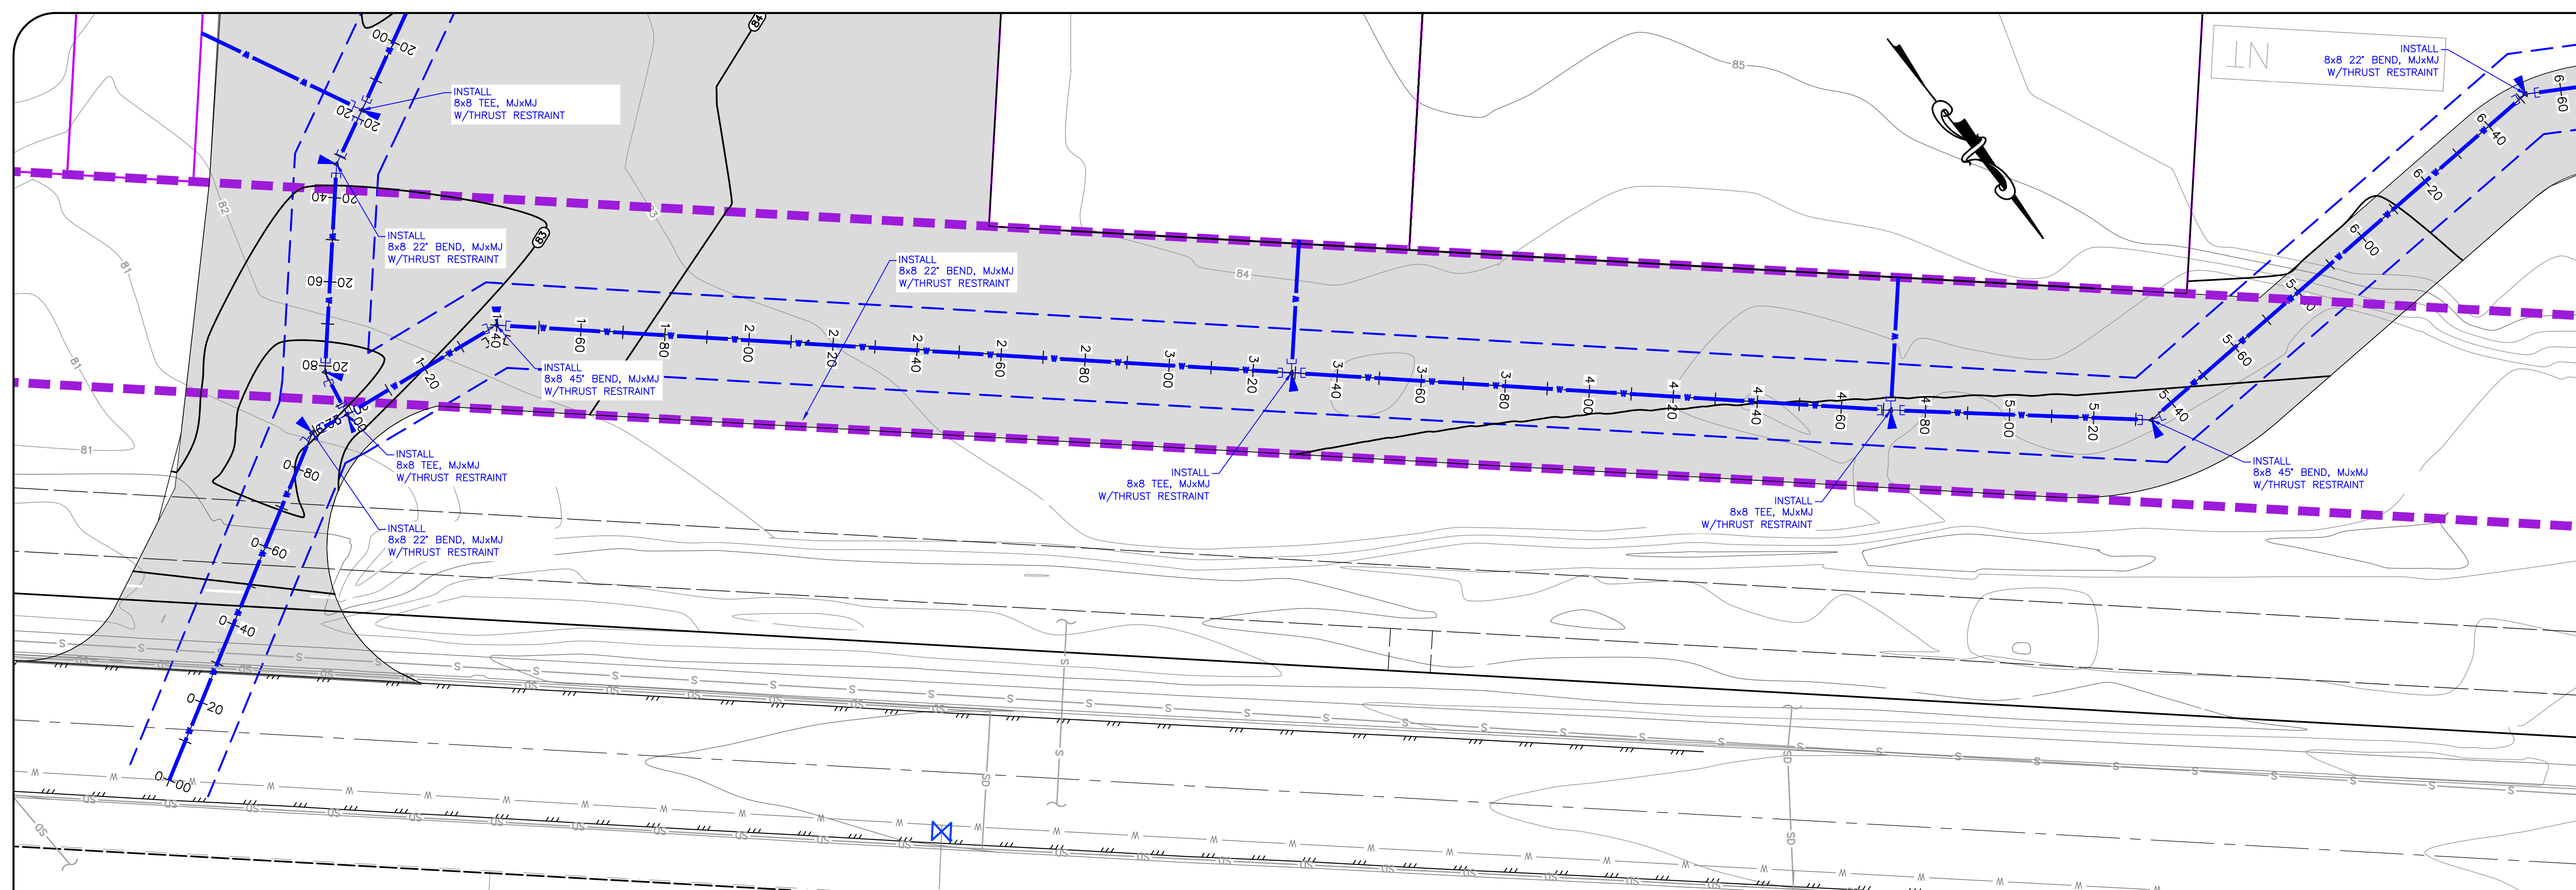 INSTALL
8x8 TEE, MJxMJ
W/THRUST RESTRAINT
INSTALL
8x8 22° BEND, MJxMJ
W/THRUST RESTRAINT
INSTALL
8x8 22° BEND, MJxMJ
W/THRUST RESTRAINT
INSTALL
8x8 22° BEND, MJxMJ
W/THRUST RESTRAINT
INSTALL
8x8 45° BEND, MJxMJ
W/THRUST RESTRAINT
INSTALL
8x8 TEE, MJxMJ
W/THRUST RESTRAINT
INSTALL
8x8 22° BEND, MJxMJ
W/THRUST RESTRAINT
INSTALL
8x8 TEE, MJxMJ
W/THRUST RESTRAINT
INSTALL
8x8 TEE, MJxMJ
W/THRUST RESTRAINT
INSTALL
8x8 45° BEND, MJxMJ
W/THRUST RESTRAINT
84
85
82
83
83
84
81
81
81
20-00
20-20
20-40
20-60
20-80
0-00
0-20
0-40
0-60
0-80
1-20
1-40
1-60
1-80
2-00
2-20
2-40
2-60
2-80
3-00
3-20
3-40
3-60
3-80
4-00
4-20
4-40
4-60
4-80
5-00
5-20
5-40
5-60
6-00
6-20
6-40
6-60
S
SD
W